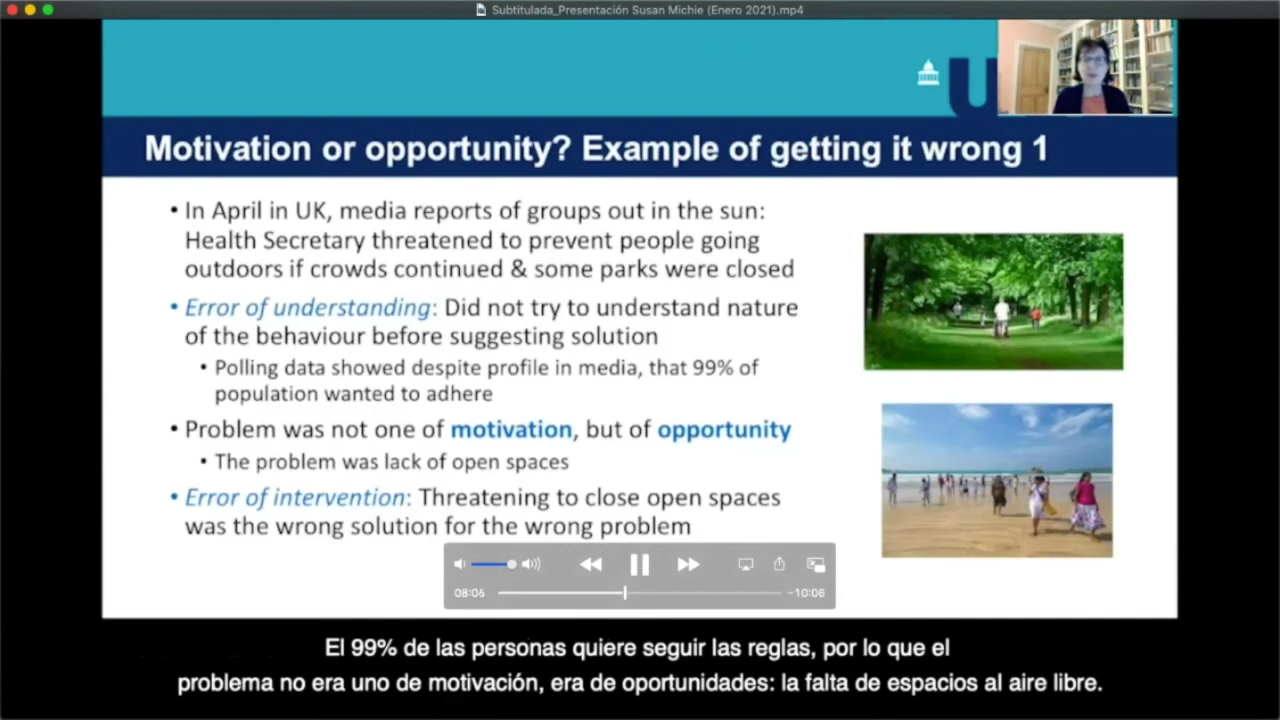 Subtitulada_Presentación Susan Michie (Enero 2021).mp4
U
Motivation or opportunity? Example of getting it wrong 1
• In April in UK, media reports of groups out in the sun:
Health Secretary threatened to prevent people going
outdoors if crowds continued & some parks were closed
• Error of understanding: Did not try to understand nature
of the behaviour before suggesting solution
• Polling data showed despite profile in media, that 99% of
population wanted to adhere
• Problem was not one of motivation, but of opportunity
• The problem was lack of open spaces
• Error of intervention: Threatening to close open spaces
was the wrong solution for the wrong problem
08:06
-10:06
El 99% de las personas quiere seguir las reglas, por lo que el
problema no era uno de motivación, era de oportunidades: la falta de espacios al aire libre.